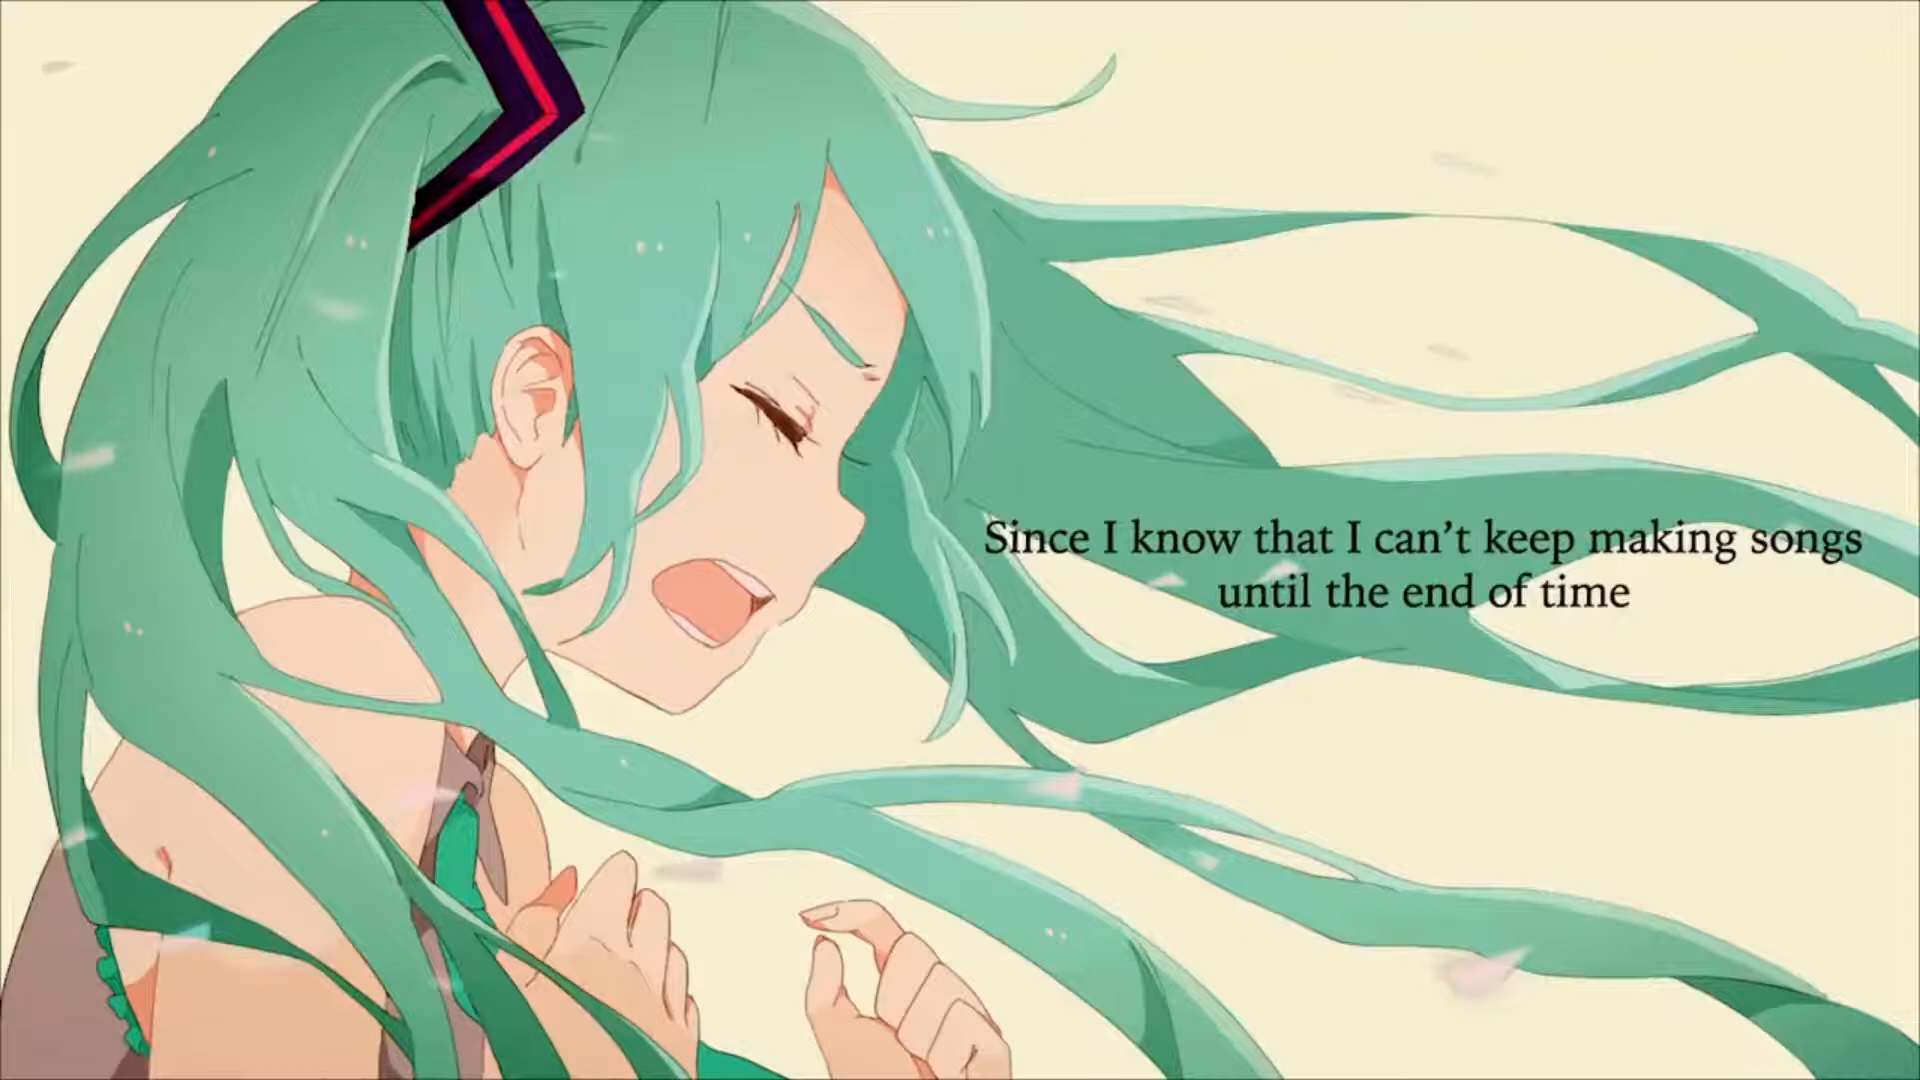 Since I know that I can’t keep making songs
until the end of time